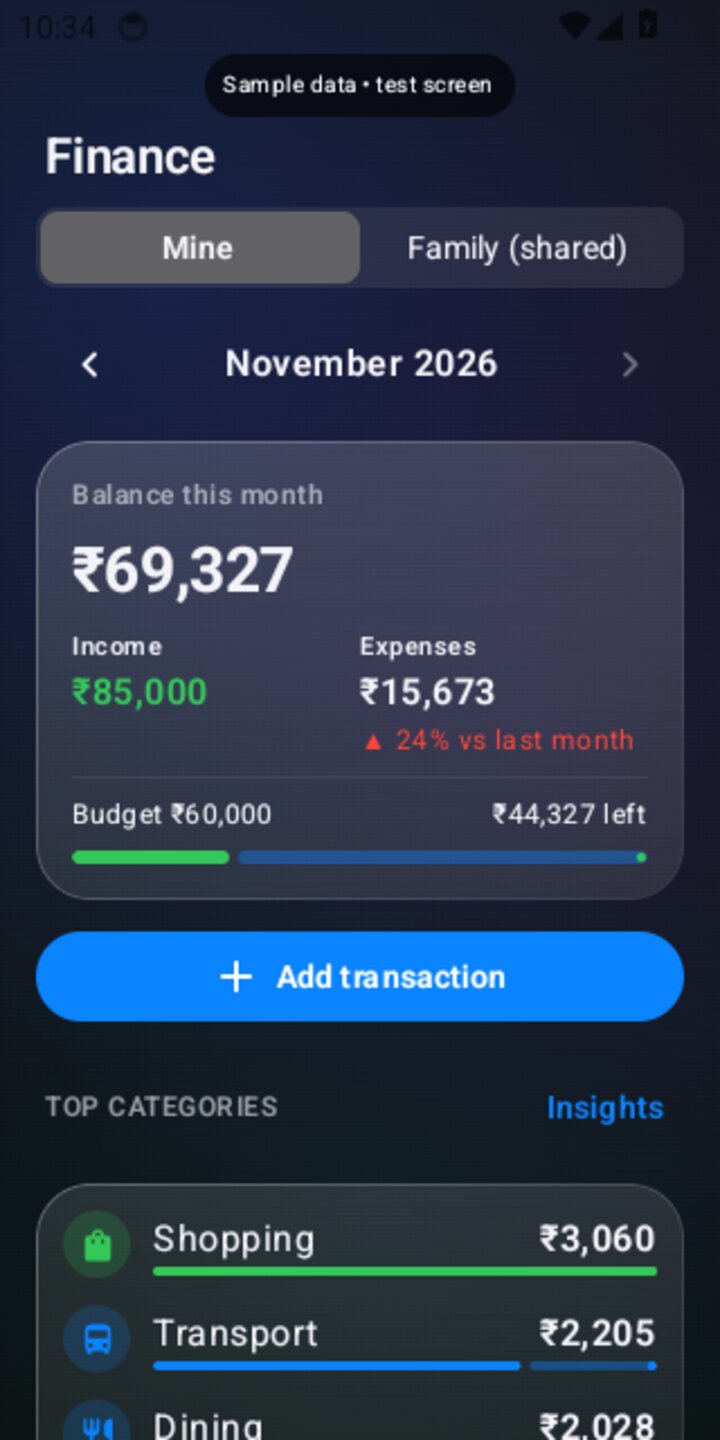 10:34
Sample data • test screen
Finance
Mine Family (shared)
November 2026
Balance this month
₹69,327
Income Expenses
₹85,000 ₹15,673
▲ 24% vs last month
Budget ₹60,000 ₹44,327 left
Add transaction
TOP CATEGORIES Insights
Shopping ₹3,060
Transport ₹2,205
Dining ₹2,028